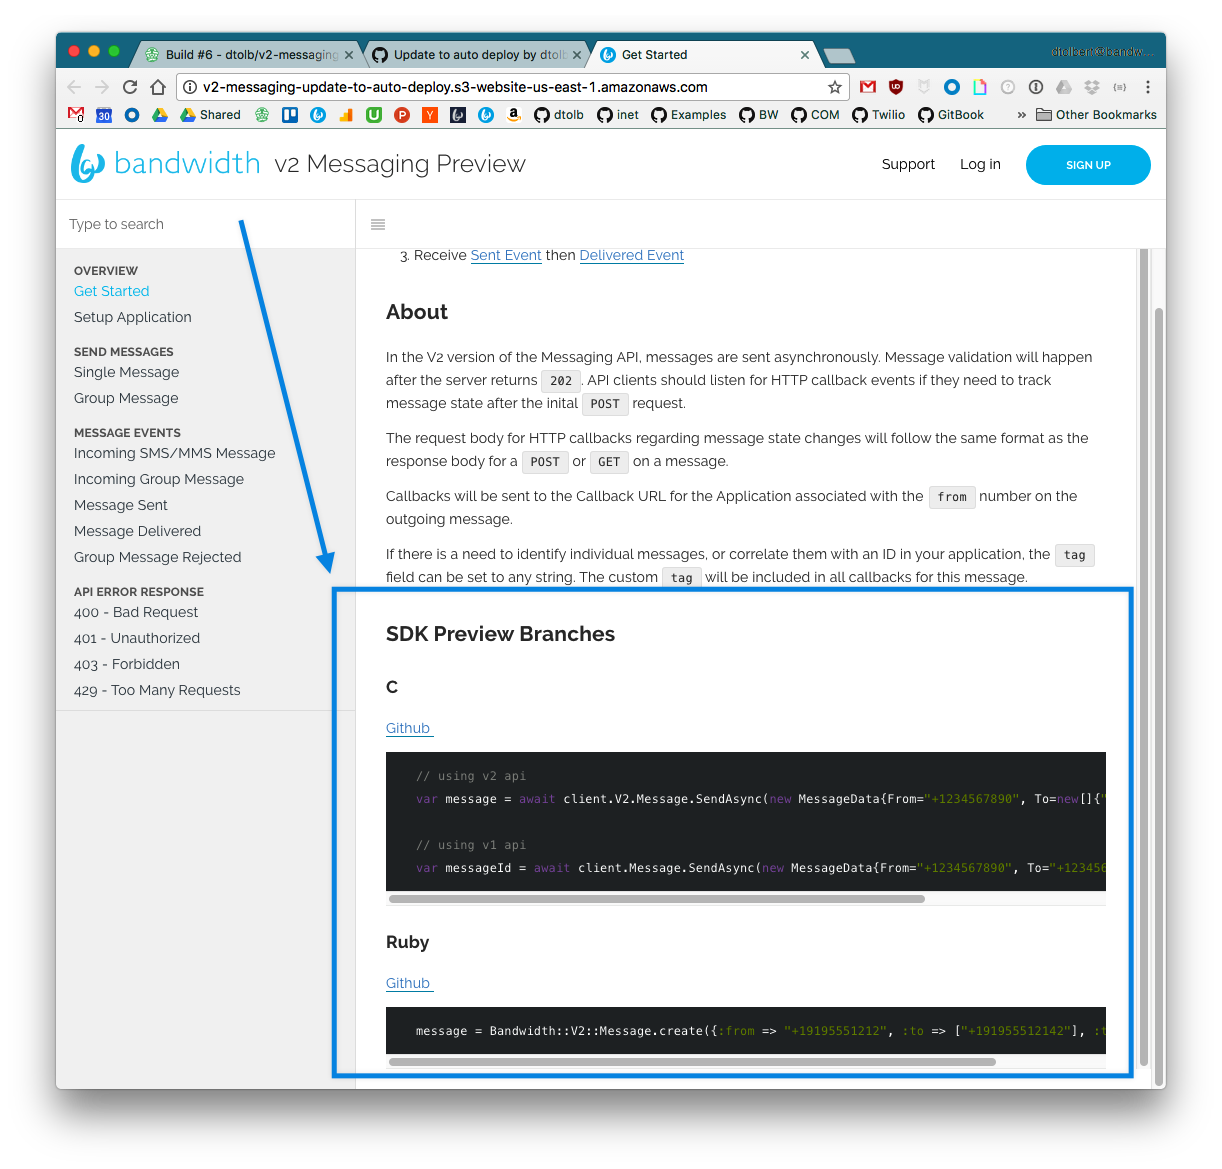 Build #6 - dtolb/v2-messaging
Update to auto deploy by dtolb
Get Started
v2-messaging-update-to-auto-deploy.s3-website-us-east-1.amazonaws.com
Shared
dtolb
inet
Examples
BW
COM
Twilio
GitBook
»
Other Bookmarks
bandwidth v2 Messaging Preview
Support
Log in
SIGN UP
Type to search
OVERVIEW
Get Started
Setup Application
SEND MESSAGES
Single Message
Group Message
MESSAGE EVENTS
Incoming SMS/MMS Message
Incoming Group Message
Message Sent
Message Delivered
Group Message Rejected
API ERROR RESPONSE
400 - Bad Request
401 - Unauthorized
403 - Forbidden
429 - Too Many Requests
3. Receive Sent Event then Delivered Event
About
In the V2 version of the Messaging API, messages are sent asynchronously. Message validation will happen
after the server returns 202 . API clients should listen for HTTP callback events if they need to track
message state after the inital POST request.
The request body for HTTP callbacks regarding message state changes will follow the same format as the
response body for a POST or GET on a message.
Callbacks will be sent to the Callback URL for the Application associated with the from number on the
outgoing message.
If there is a need to identify individual messages, or correlate them with an ID in your application, the tag
field can be set to any string. The custom tag will be included in all callbacks for this message.
SDK Preview Branches
C
Github
// using v2 api
var message = await client.V2.Message.SendAsync(new MessageData{From="+1234567890", To=new[]{"
// using v1 api
var messageId = await client.Message.SendAsync(new MessageData{From="+1234567890", To="+123456
Ruby
Github
message = Bandwidth::V2::Message.create({:from => "+19195551212", :to => ["+191955512142"], :t